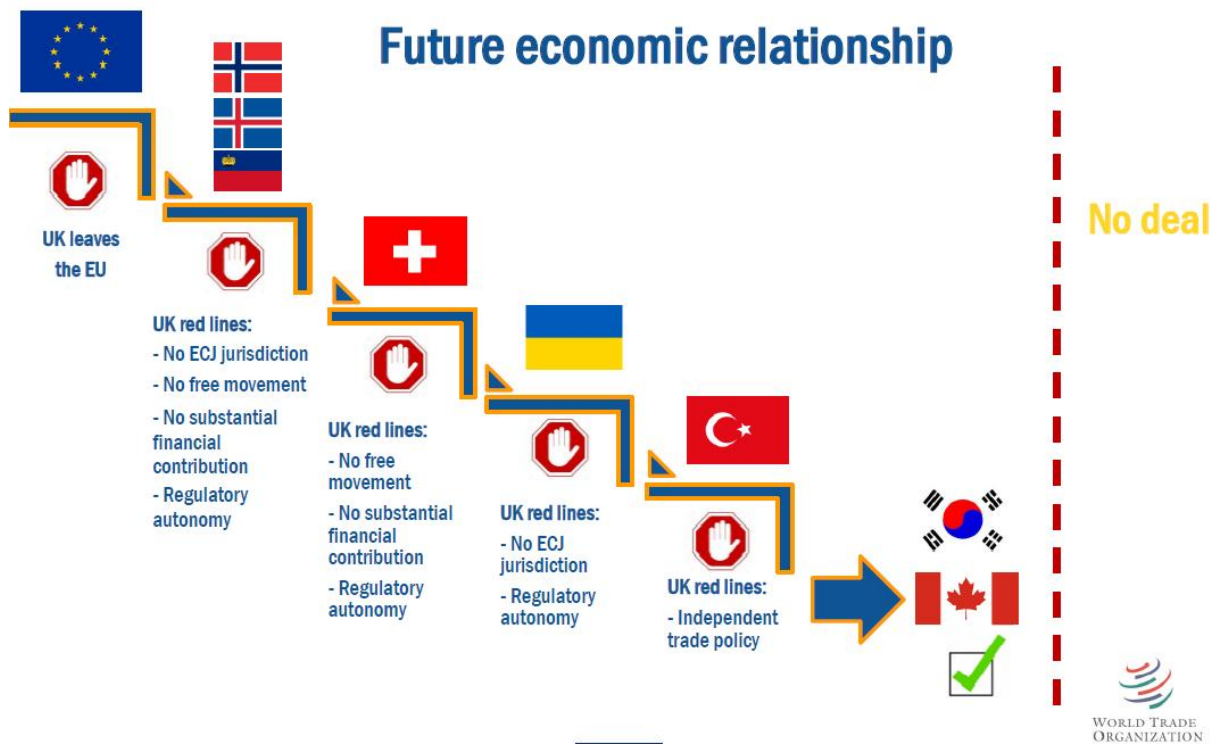 Future economic relationship
UK leaves
the EU
UK red lines:
- No ECJ jurisdiction
- No free movement
- No substantial
financial
contribution
- Regulatory
autonomy
UK red lines:
- No free
movement
- No substantial
financial
contribution
- Regulatory
autonomy
UK red lines:
- No ECJ
jurisdiction
- Regulatory
autonomy
UK red lines:
- Independent
trade policy
No deal
WORLD TRADE
ORGANIZATION